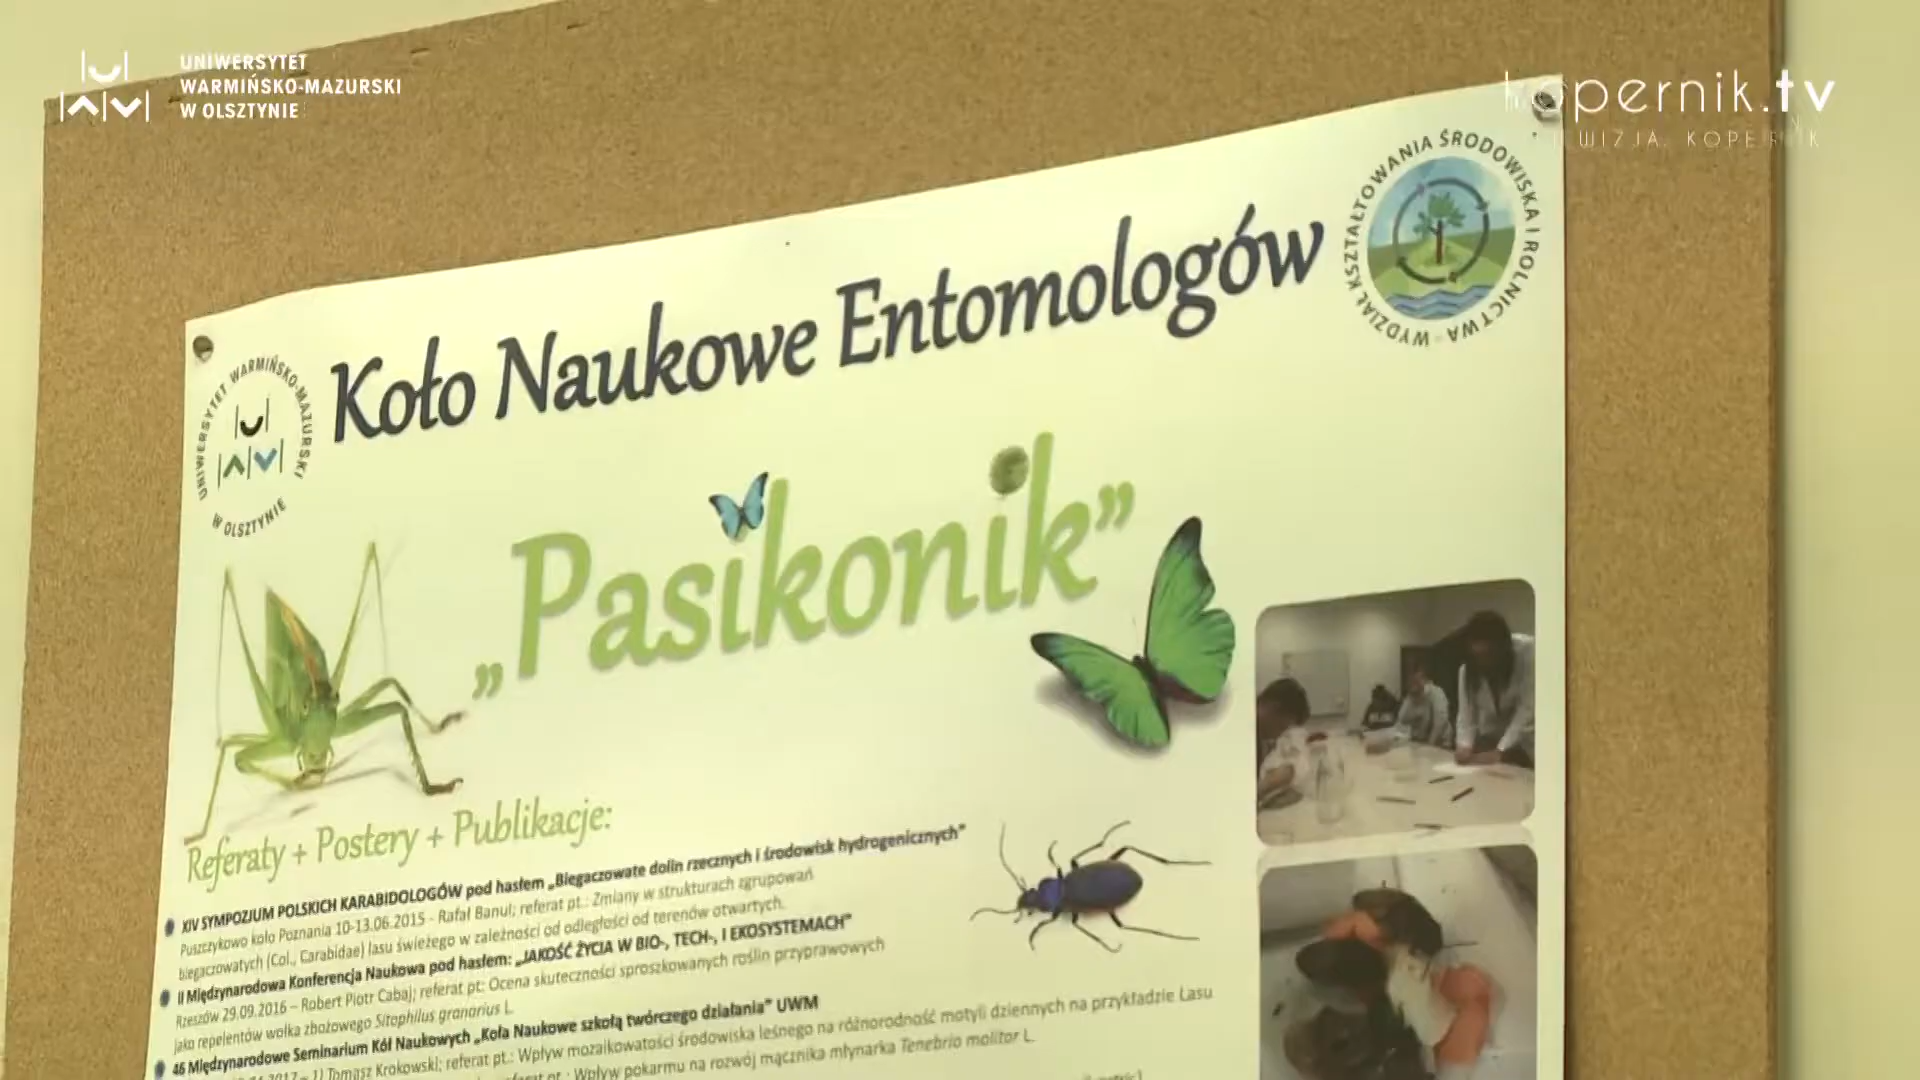 UNIWERSYTET
WARMIŃSKO-MAZURSKI
W OLSZTYNIE
kopernik.tv
WIZJA. KOPERNIK
WYDZIAŁ KSZTAŁTOWANIA ŚRODOWISKA I ROLNICTWA
UNIWERSYTET WARMIŃSKO-MAZURSKI
W OLSZTYNIE
Koło Naukowe Entomologów
„Pasikonik”
Referaty + Postery + Publikacje:
XIV SYMPOZJUM POLSKICH KARABIDOLOGÓW pod hasłem „Biegaczowate dolin rzecznych i środowisk hydrogenicznych”
Puszczykowo koło Poznania 10-13.06.2015 - Rafał Banul; referat pt.: Zmiany w strukturach zgrupowań
biegaczowatych (Col., Carabidae) lasu świeżego w zależności od odległości od terenów otwartych.
II Międzynarodowa Konferencja Naukowa pod hasłem: „JAKOŚĆ ŻYCIA W BIO-, TECH-, I EKOSYSTEMACH”
Rzeszów 29.09.2016 – Robert Piotr Cabaj; referat pt: Ocena skuteczności sproszkowanych roślin przyprawowych
jako repelentów wołka zbożowego Sitophilus granarius L.
46 Międzynarodowe Seminarium Kół Naukowych „Koła Naukowe szkołą twórczego działania” UWM
2017 – 1) Tomasz Krokowski; referat pt.: Wpływ mozaikowatości środowiska leśnego na różnorodność motyli dziennych na przykładzie Lasu
pt.: Wpływ pokarmu na rozwój mącznika młynarka Tenebrio molitor L.